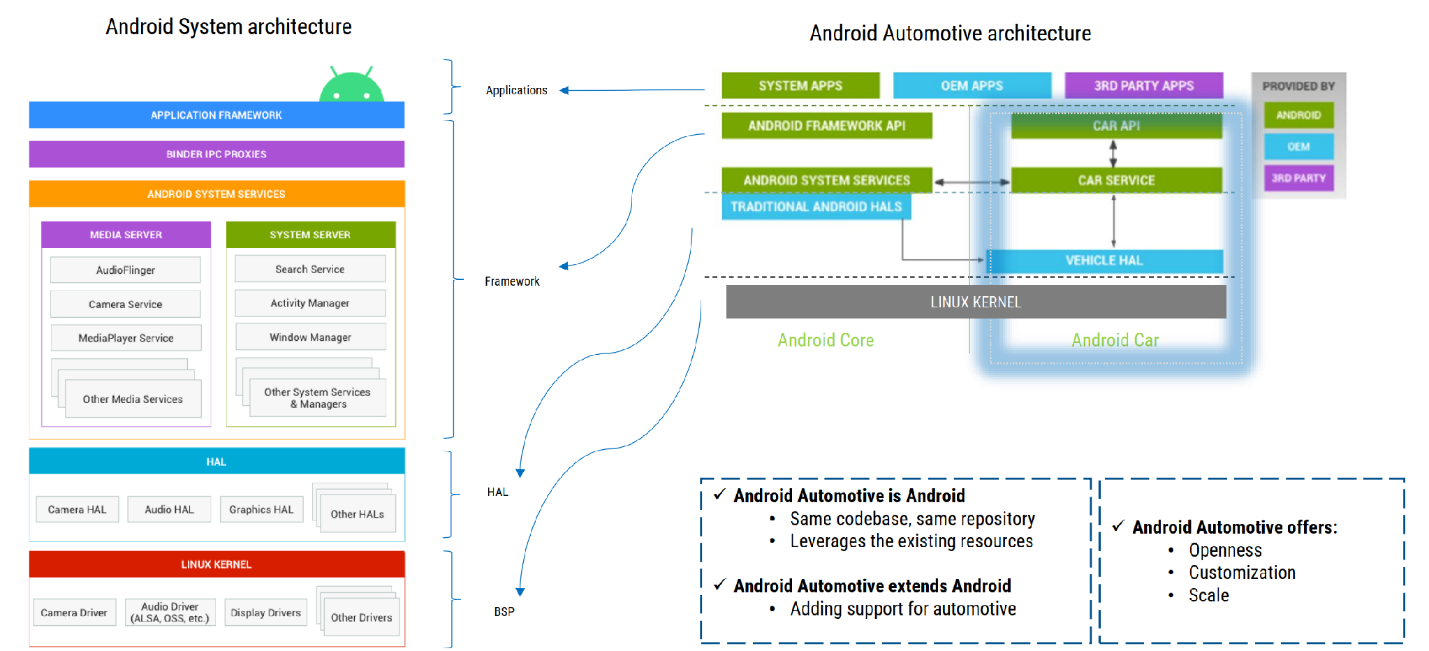 Android System architecture
APPLICATION FRAMEWORK
BINDER IPC PROXIES
ANDROID SYSTEM SERVICES
MEDIA SERVER
AudioFlinger
Camera Service
MediaPlayer Service
Other Media Services
SYSTEM SERVER
Search Service
Activity Manager
Window Manager
Other System Services
& Managers
HAL
Camera HAL
Audio HAL
Graphics HAL
Other HALs
LINUX KERNEL
Camera Driver
Audio Driver
(ALSA, OSS, etc.)
Display Drivers
Other Drivers
Applications
Framework
HAL
BSP
Android Automotive architecture
SYSTEM APPS
OEM APPS
3RD PARTY APPS
ANDROID FRAMEWORK API
CAR API
ANDROID SYSTEM SERVICES
CAR SERVICE
TRADITIONAL ANDROID HALS
VEHICLE HAL
LINUX KERNEL
Android Core
Android Car
PROVIDED BY
ANDROID
OEM
3RD PARTY
✓ Android Automotive is Android
• Same codebase, same repository
• Leverages the existing resources
✓ Android Automotive extends Android
• Adding support for automotive
✓ Android Automotive offers:
• Openness
• Customization
• Scale